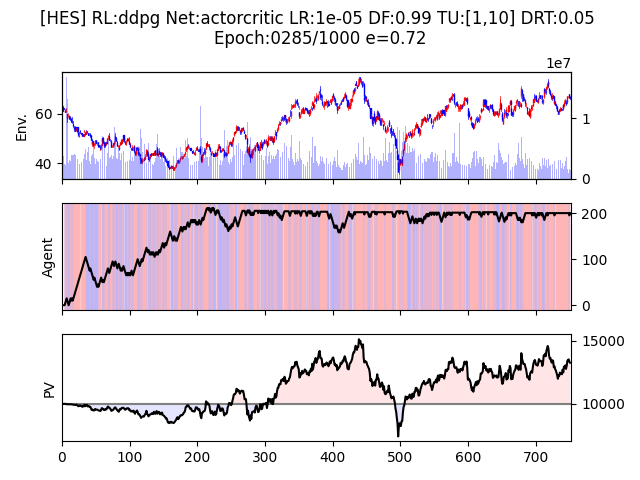 [HES] RL:ddpg Net:actorcritic LR:1e-05 DF:0.99 TU:[1,10] DRT:0.05
Epoch:0285/1000 e=0.72
1e7
Env.
60
40
1
0
Agent
200
100
0
PV
15000
10000
0 100 200 300 400 500 600 700